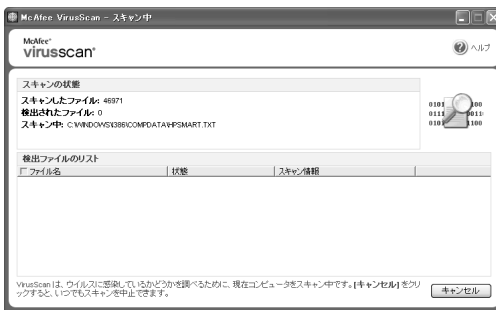 McAfee VirusScan - スキャン中
McAfee®
virusscan®
ヘルプ
スキャンの状態
スキャンしたファイル: 46971
検出されたファイル: 0
スキャン中: C:\WINDOWS\I386\COMPDATA\HPSMART.TXT
0101 100
0111 0011
010 1100
検出ファイルのリスト
ファイル名 状態 スキャン情報
VirusScan は、ウイルスに感染しているかどうかを調べるために、現在コンピュータをスキャン中です。[キャンセル] をクリ
ックすると、いつでもスキャンを中止できます。
キャンセル